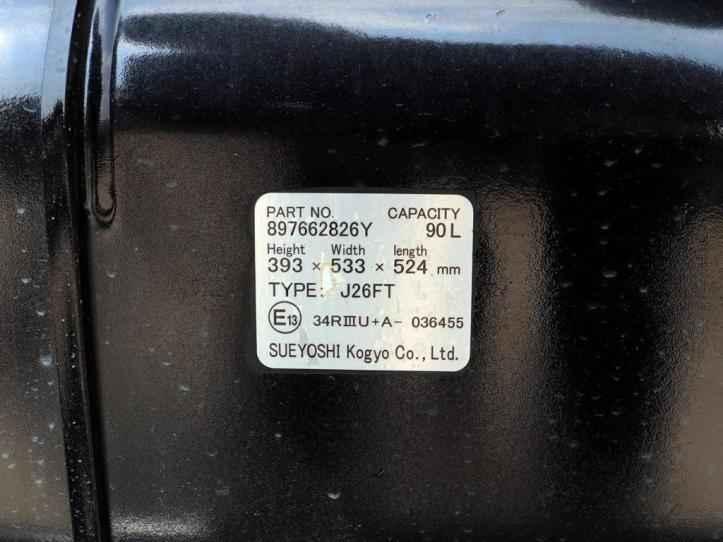 PART NO. CAPACITY
897662826Y 90 L
Height Width length
393 × 533 × 524 mm
TYPE: J26FT
E13 34RⅢU+A- 036455
SUEYOSHI Kogyo Co., Ltd.